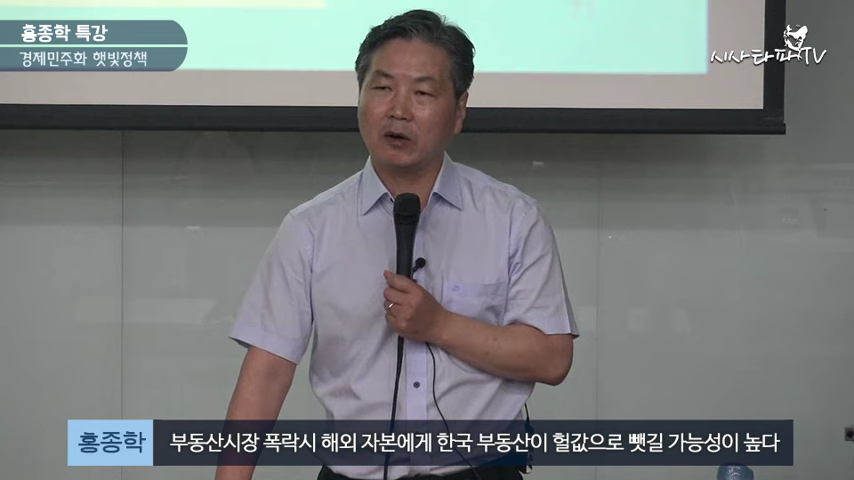 홍종학 특강
경제민주화 햇빛정책
시사타파TV
홍종학
부동산시장 폭락시 해외 자본에게 한국 부동산이 헐값으로 뺏길 가능성이 높다